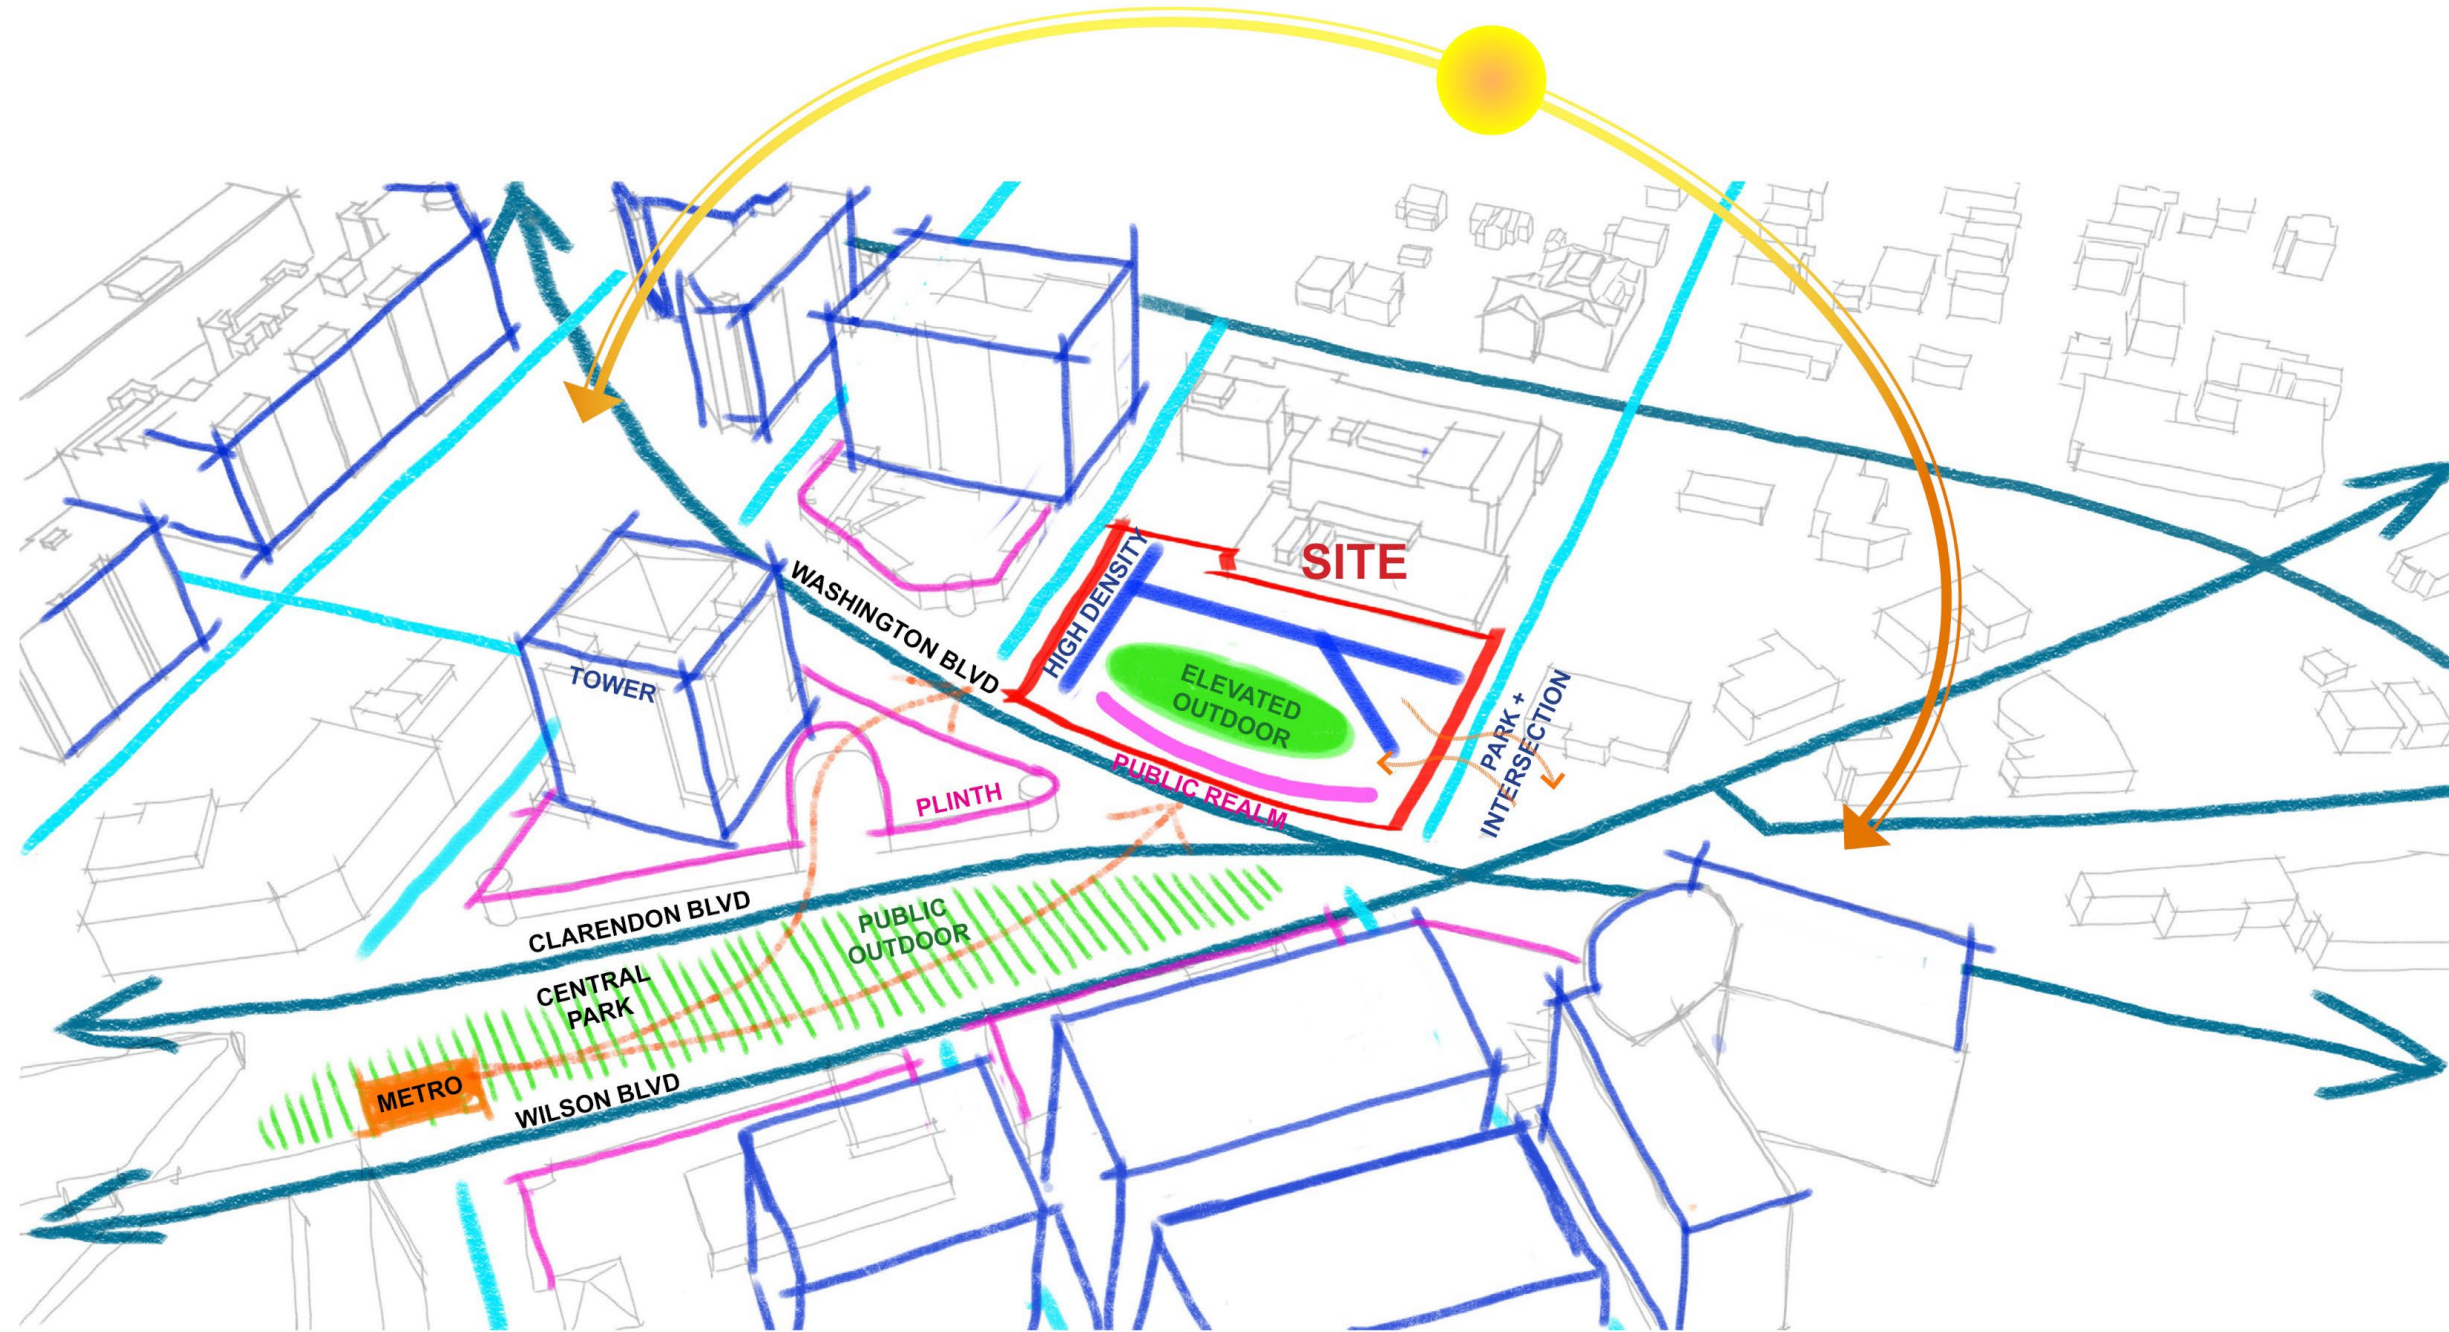 SITE
HIGH DENSITY
WASHINGTON BLVD
ELEVATED
OUTDOOR
TOWER
PARK +
INTERSECTION
PUBLIC REALM
PLINTH
CLARENDON BLVD
PUBLIC
OUTDOOR
CENTRAL
PARK
METRO
WILSON BLVD